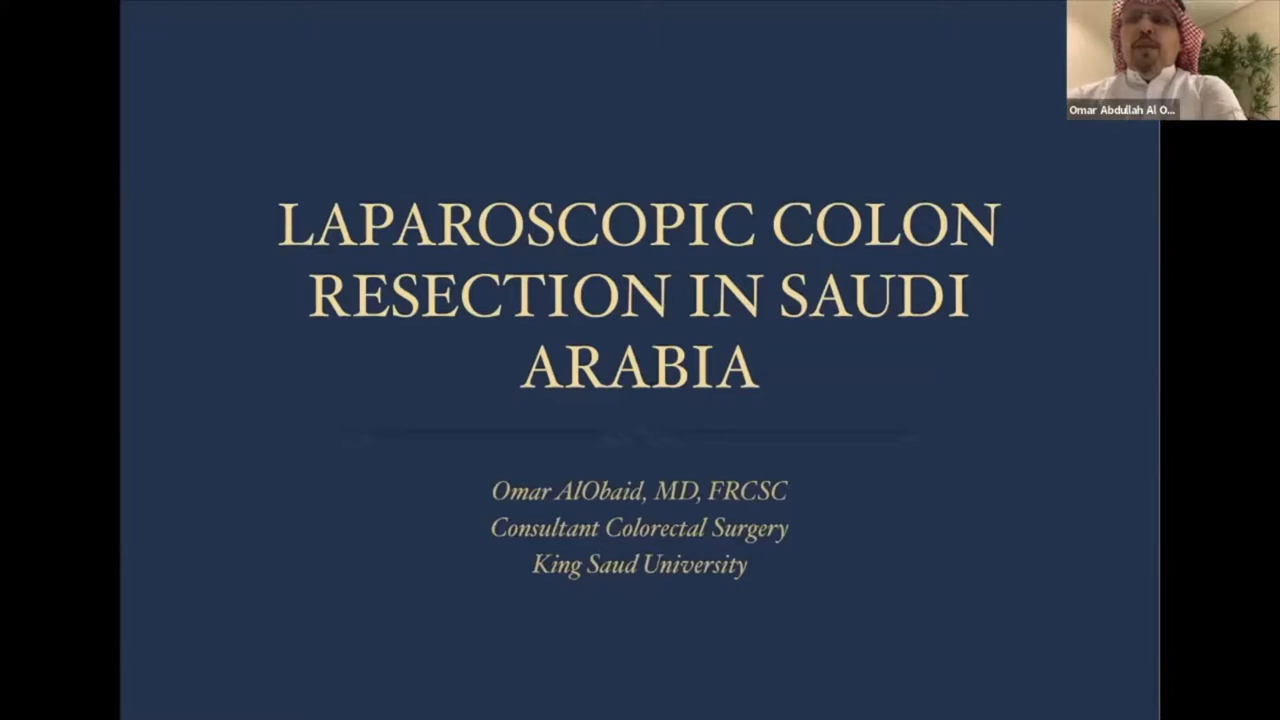 Omar Abdullah Al O...
LAPAROSCOPIC COLON
RESECTION IN SAUDI
ARABIA
Omar AlObaid, MD, FRCSC
Consultant Colorectal Surgery
King Saud University